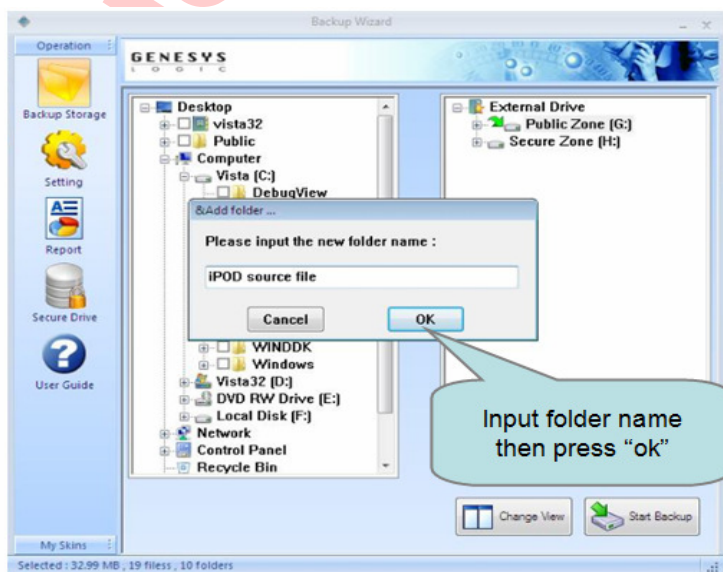 Backup Wizard
Operation
GENESYS
LOGIC
Backup Storage
Setting
Report
Secure Drive
User Guide
My Skins
Desktop
vista32
Public
Computer
Vista (C:)
DebugView
WINDDK
Windows
Vista32 (D:)
DVD RW Drive (E:)
Local Disk (F:)
Network
Control Panel
Recycle Bin
External Drive
Public Zone (G:)
Secure Zone (H:)
&Add folder ...
Please input the new folder name :
iPOD source file
Cancel
OK
Input folder name
then press “ok”
Change View
Start Backup
Selected : 32.99 MB , 19 filess , 10 folders